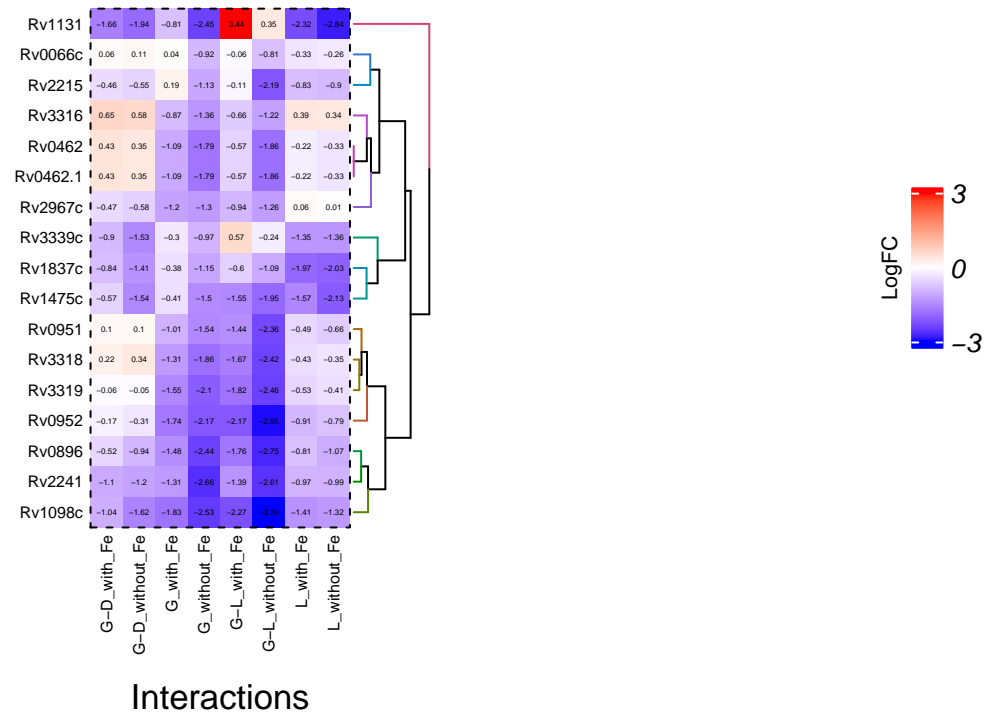 Rv1131 −1.66 −1.94 −0.81 −2.45 3.44 0.35 −2.32 −2.84
Rv0066c 0.06 0.11 0.04 −0.92 −0.06 −0.81 −0.33 −0.26
Rv2215 −0.46 −0.55 0.19 −1.13 −0.11 −2.19 −0.83 −0.9
Rv3316 0.65 0.58 −0.87 −1.36 −0.66 −1.22 0.39 0.34
Rv0462 0.43 0.35 −1.09 −1.79 −0.57 −1.86 −0.22 −0.33
Rv0462.1 0.43 0.35 −1.09 −1.79 −0.57 −1.86 −0.22 −0.33
Rv2967c −0.47 −0.58 −1.2 −1.3 −0.94 −1.26 0.06 0.01
Rv3339c −0.9 −1.53 −0.3 −0.97 0.57 −0.24 −1.35 −1.36
Rv1837c −0.84 −1.41 −0.38 −1.15 −0.6 −1.09 −1.97 −2.03
Rv1475c −0.57 −1.54 −0.41 −1.5 −1.55 −1.95 −1.57 −2.13
Rv0951 0.1 0.1 −1.01 −1.54 −1.44 −2.36 −0.49 −0.66
Rv3318 0.22 0.34 −1.31 −1.86 −1.67 −2.42 −0.43 −0.35
Rv3319 −0.06 −0.05 −1.55 −2.1 −1.82 −2.46 −0.53 −0.41
Rv0952 −0.17 −0.31 −1.74 −2.17 −2.17 −0.91 −0.79
Rv0896 −0.52 −0.94 −1.48 −2.44 −1.76 −2.75 −0.81 −1.07
Rv2241 −1.1 −1.2 −1.31 −2.66 −1.39 −2.61 −0.97 −0.99
Rv1098c −1.04 −1.62 −1.83 −2.53 −2.27 −1.41 −1.32
G−D_with_Fe
G−D_without_Fe
G_with_Fe
G_without_Fe
G−L_with_Fe
G−L_without_Fe
L_with_Fe
L_without_Fe
Interactions
LogFC
3
0
−3